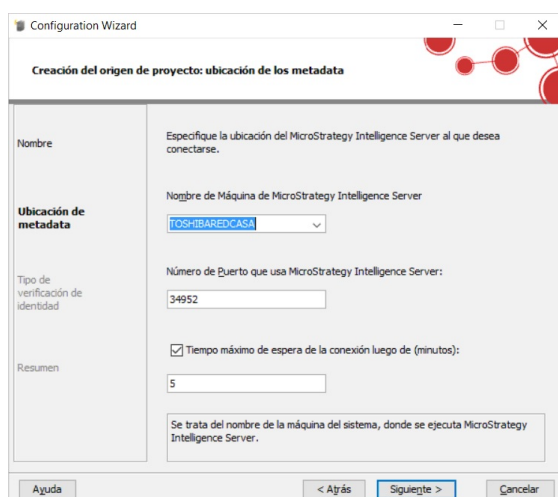 Configuration Wizard
Creación del origen de proyecto: ubicación de los metadata
Nombre
Ubicación de
metadata
Tipo de
verificación de
identidad
Resumen
Especifique la ubicación del MicroStrategy Intelligence Server al que desea
conectarse.
Nombre de Máquina de MicroStrategy Intelligence Server
TOSHIBAREDCASA
Número de Puerto que usa MicroStrategy Intelligence Server:
34952
Tiempo máximo de espera de la conexión luego de (minutos):
5
Se trata del nombre de la máquina del sistema, donde se ejecuta MicroStrategy
Intelligence Server.
Ayuda
< Atrás
Siguiente >
Cancelar